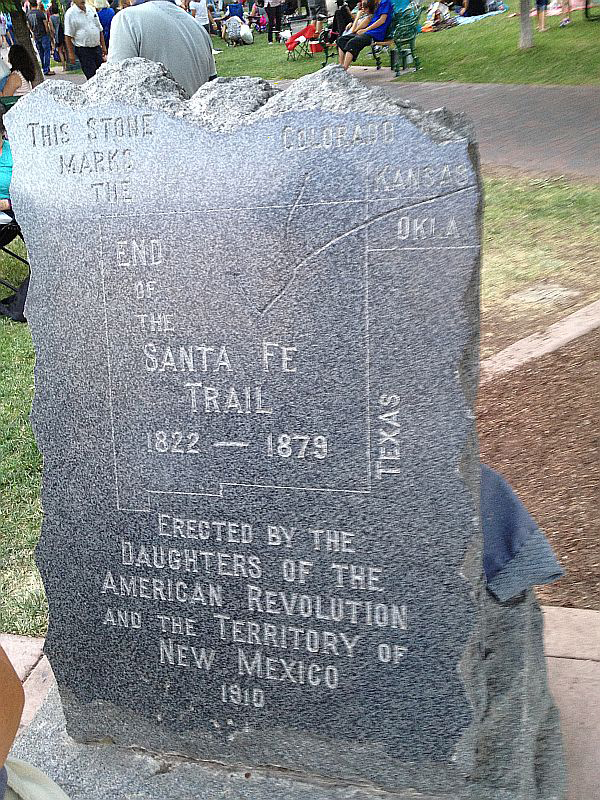 THIS STONE
MARKS
THE
COLORADO
KANSAS
OKLA
END
OF
THE
SANTA FE
TRAIL
1822 — 1879
TEXAS
ERECTED BY THE
DAUGHTERS OF THE
AMERICAN REVOLUTION
AND THE TERRITORY OF
NEW MEXICO
1910